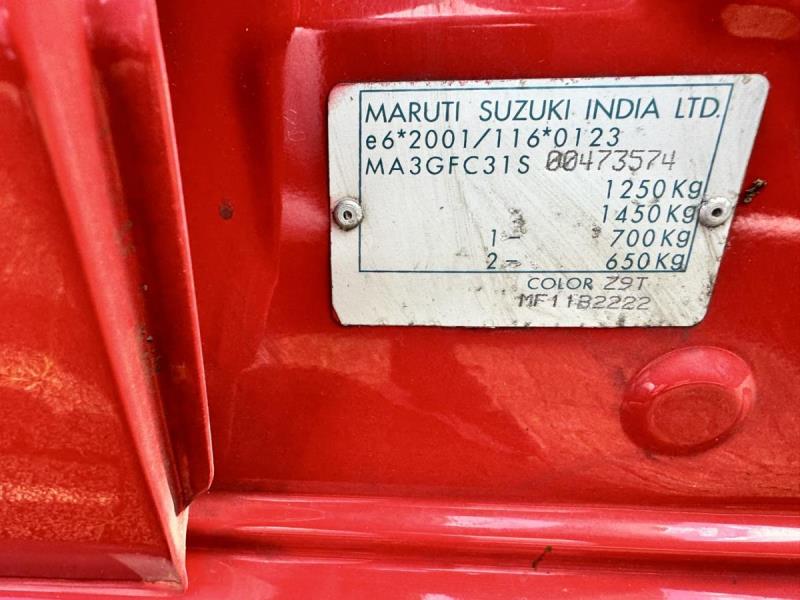 MARUTI SUZUKI INDIA LTD.
e6*2001/116*0123
MA3GFC31S 00473574
1250Kg
1450Kg
1- 700Kg
2- 650Kg
COLOR Z9T
MF11B2222